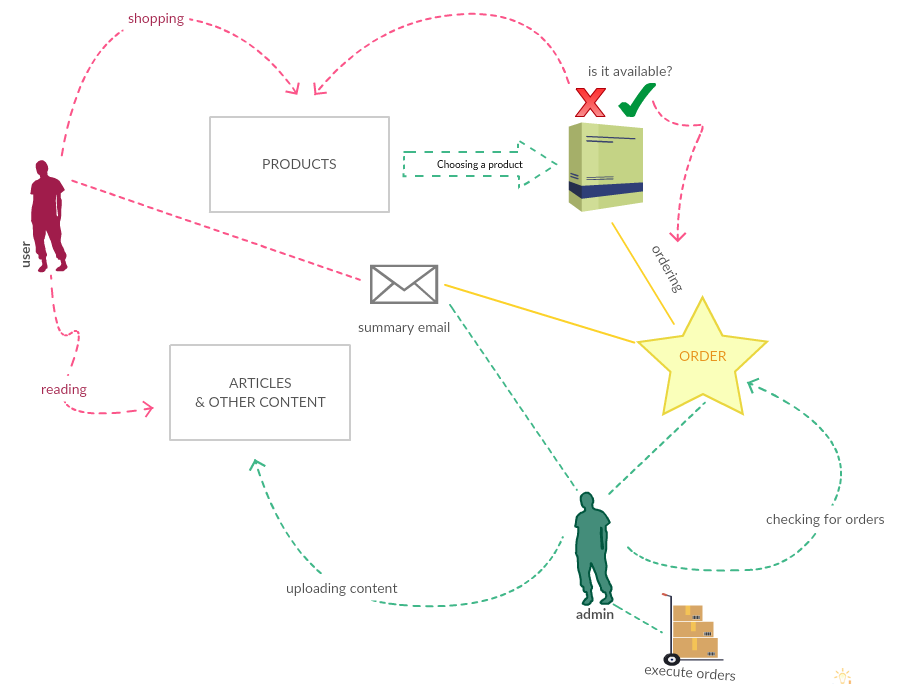 shopping
is it available?
PRODUCTS
Choosing a product
user
ordering
summary email
ORDER
reading
ARTICLES
& OTHER CONTENT
checking for orders
uploading content
admin
execute orders